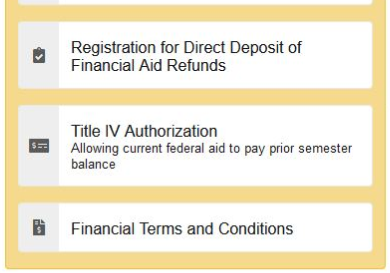 Registration for Direct Deposit of
Financial Aid Refunds
Title IV Authorization
Allowing current federal aid to pay prior semester
balance
Financial Terms and Conditions